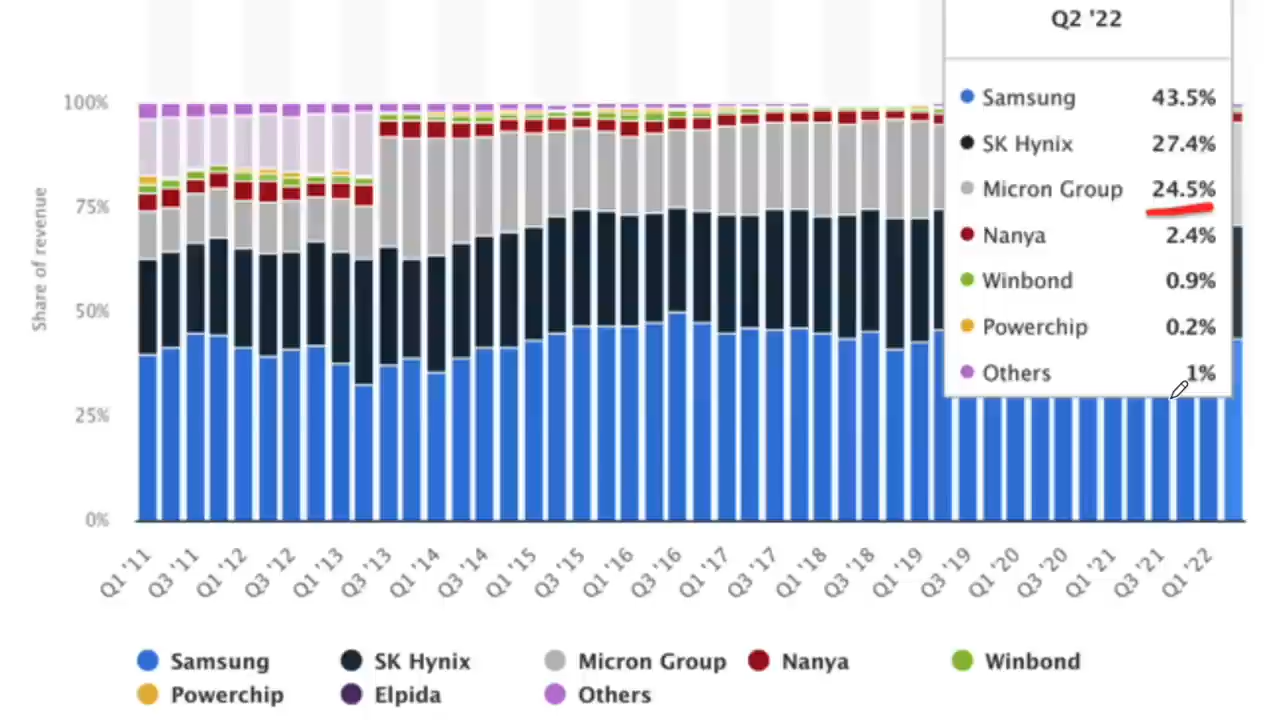 Q2 '22
Samsung 43.5%
SK Hynix 27.4%
Micron Group 24.5%
Nanya 2.4%
Winbond 0.9%
Powerchip 0.2%
Others 1%
Share of revenue
100%
75%
50%
25%
0%
Q1 '11 Q3 '11 Q1 '12 Q3 '12 Q1 '13 Q3 '13 Q1 '14 Q3 '14 Q1 '15 Q3 '15 Q1 '16 Q3 '16 Q1 '17 Q3 '17 Q1 '18 Q3 '18 Q1 '19 Q3 '19 Q1 '20 Q3 '20 Q1 '21 Q3 '21 Q1 '22
Samsung SK Hynix Micron Group Nanya Winbond
Powerchip Elpida Others